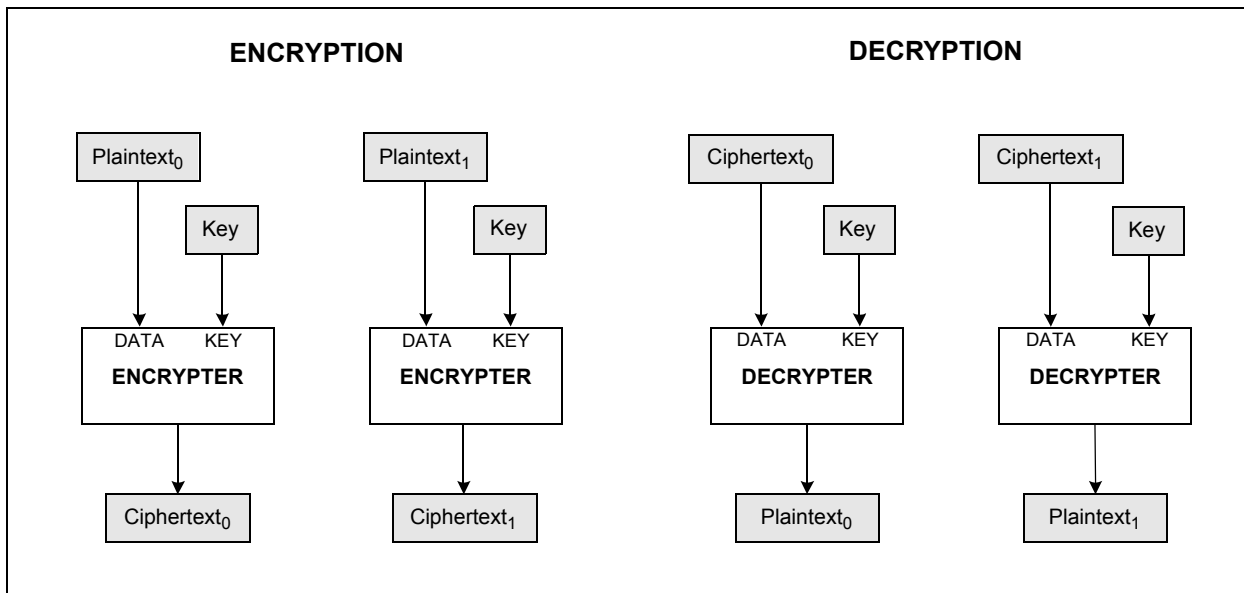 ENCRYPTION DECRYPTION
Plaintext₀ Plaintext₁ Ciphertext₀ Ciphertext₁
Key Key Key Key
DATA KEY DATA KEY DATA KEY DATA KEY
ENCRYPTER ENCRYPTER DECRYPTER DECRYPTER
Ciphertext₀ Ciphertext₁ Plaintext₀ Plaintext₁